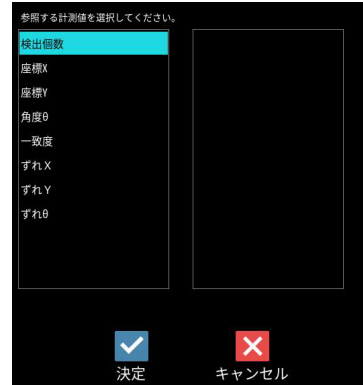 参照する計測値を選択してください。
検出個数
座標X
座標Y
角度θ
一致度
ずれX
ずれY
ずれθ
決定
キャンセル